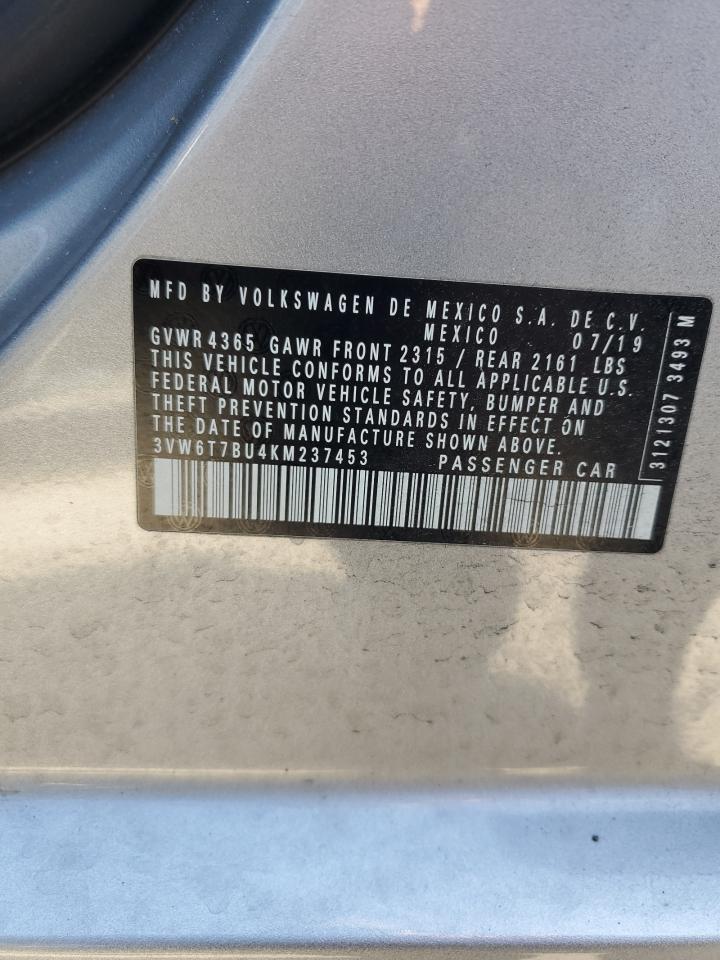 MFD BY VOLKSWAGEN DE MEXICO S.A. DE C.V.
MEXICO 07/19
GVWR 4365 GAWR FRONT 2315 / REAR 2161 LBS
THIS VEHICLE CONFORMS TO ALL APPLICABLE U.S.
FEDERAL MOTOR VEHICLE SAFETY, BUMPER AND
THEFT PREVENTION STANDARDS IN EFFECT ON
THE DATE OF MANUFACTURE SHOWN ABOVE.
3VW6T7BU4KM237453 PASSENGER CAR
3121307 3493 M